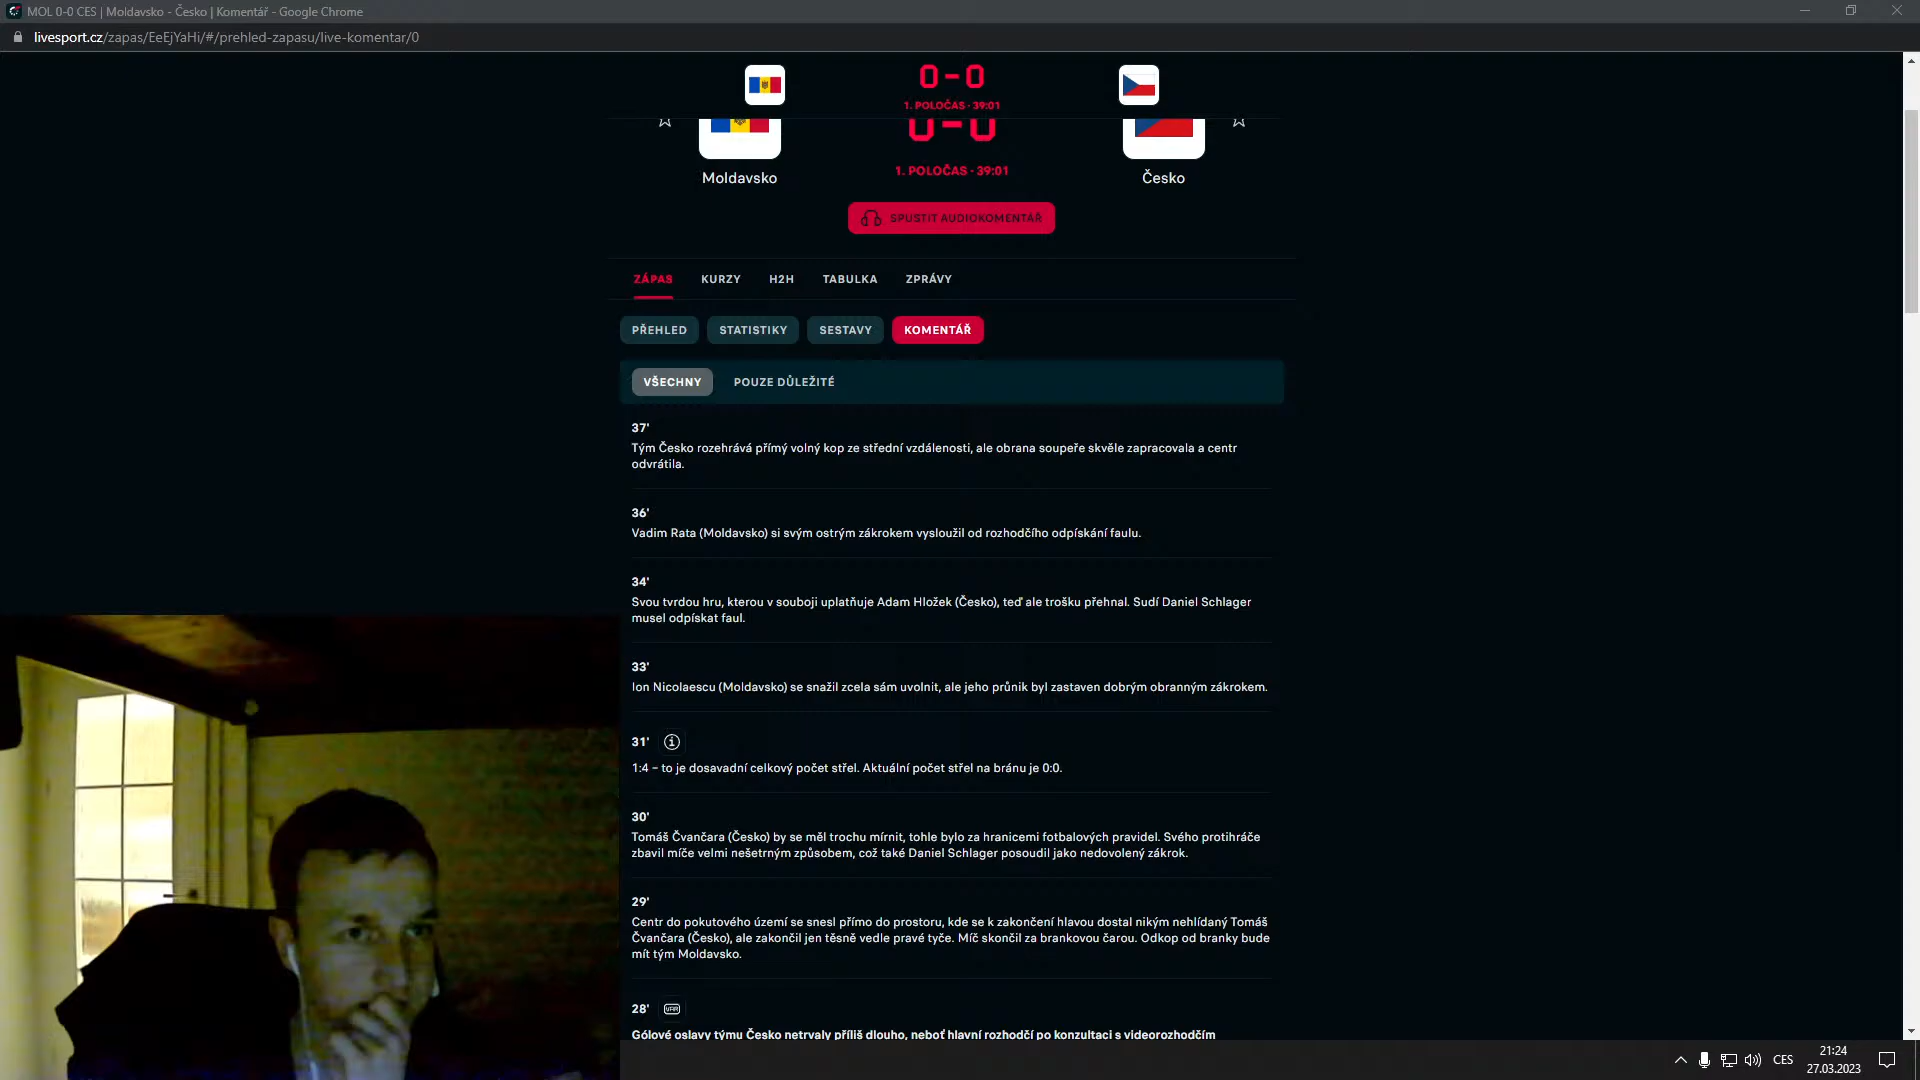 MOL 0-0 CES | Moldavsko - Česko | Komentář - Google Chrome
livesport.cz/zapas/EeEjYaHi/#/prehled-zapasu/live-komentar/0
0-0
1. POLOČAS - 39:01
0-0
1. POLOČAS - 39:01
Moldavsko
Česko
SPUSTIT AUDIOKOMENTÁŘ
ZÁPAS KURZY H2H TABULKA ZPRÁVY
PŘEHLED STATISTIKY SESTAVY KOMENTÁŘ
VŠECHNY POUZE DŮLEŽITÉ
37'
Tým Česko rozehrává přímý volný kop ze střední vzdálenosti, ale obrana soupeře skvěle zapracovala a centr
odvrátila.
36'
Vadim Rata (Moldavsko) si svým ostrým zákrokem vysloužil od rozhodčího odpískání faulu.
34'
Svou tvrdou hru, kterou v souboji uplatňuje Adam Hložek (Česko), teď ale trošku přehnal. Sudí Daniel Schlager
musel odpískat faul.
33'
Ion Nicolaescu (Moldavsko) se snažil zcela sám uvolnit, ale jeho průnik byl zastaven dobrým obranným zákrokem.
31'
1:4 – to je dosavadní celkový počet střel. Aktuální počet střel na bránu je 0:0.
30'
Tomáš Čvančara (Česko) by se měl trochu mírnit, tohle bylo za hranicemi fotbalových pravidel. Svého protihráče
zbavil míče velmi nešetrným způsobem, což také Daniel Schlager posoudil jako nedovolený zákrok.
29'
Centr do pokutového území se snesl přímo do prostoru, kde se k zakončení hlavou dostal nikým nehlídaný Tomáš
Čvančara (Česko), ale zakončil jen těsně vedle pravé tyče. Míč skončil za brankovou čarou. Odkop od branky bude
mít tým Moldavsko.
28'
Gólové oslavy týmu Česko netrvaly příliš dlouho, neboť hlavní rozhodčí po konzultaci s videorozhodčím
CES
21:24
27.03.2023